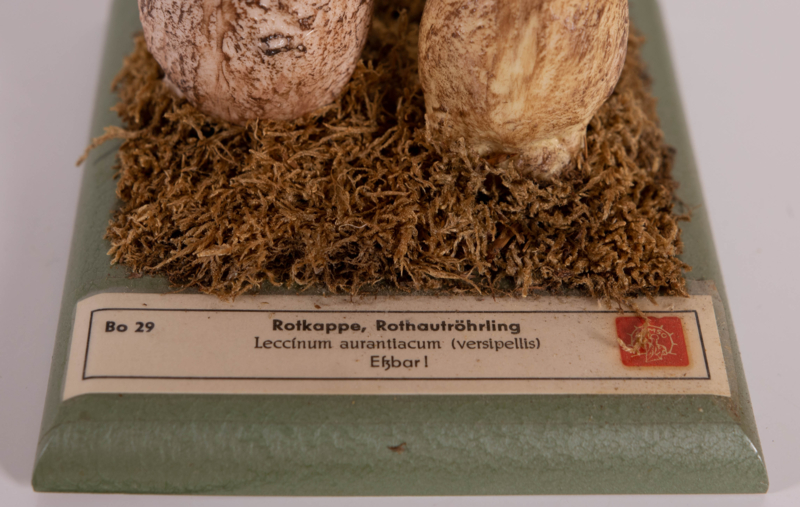 Bo 29
Rotkappe, Rothautröhrling
Leccinum aurantiacum (versipellis)
Eßbar!